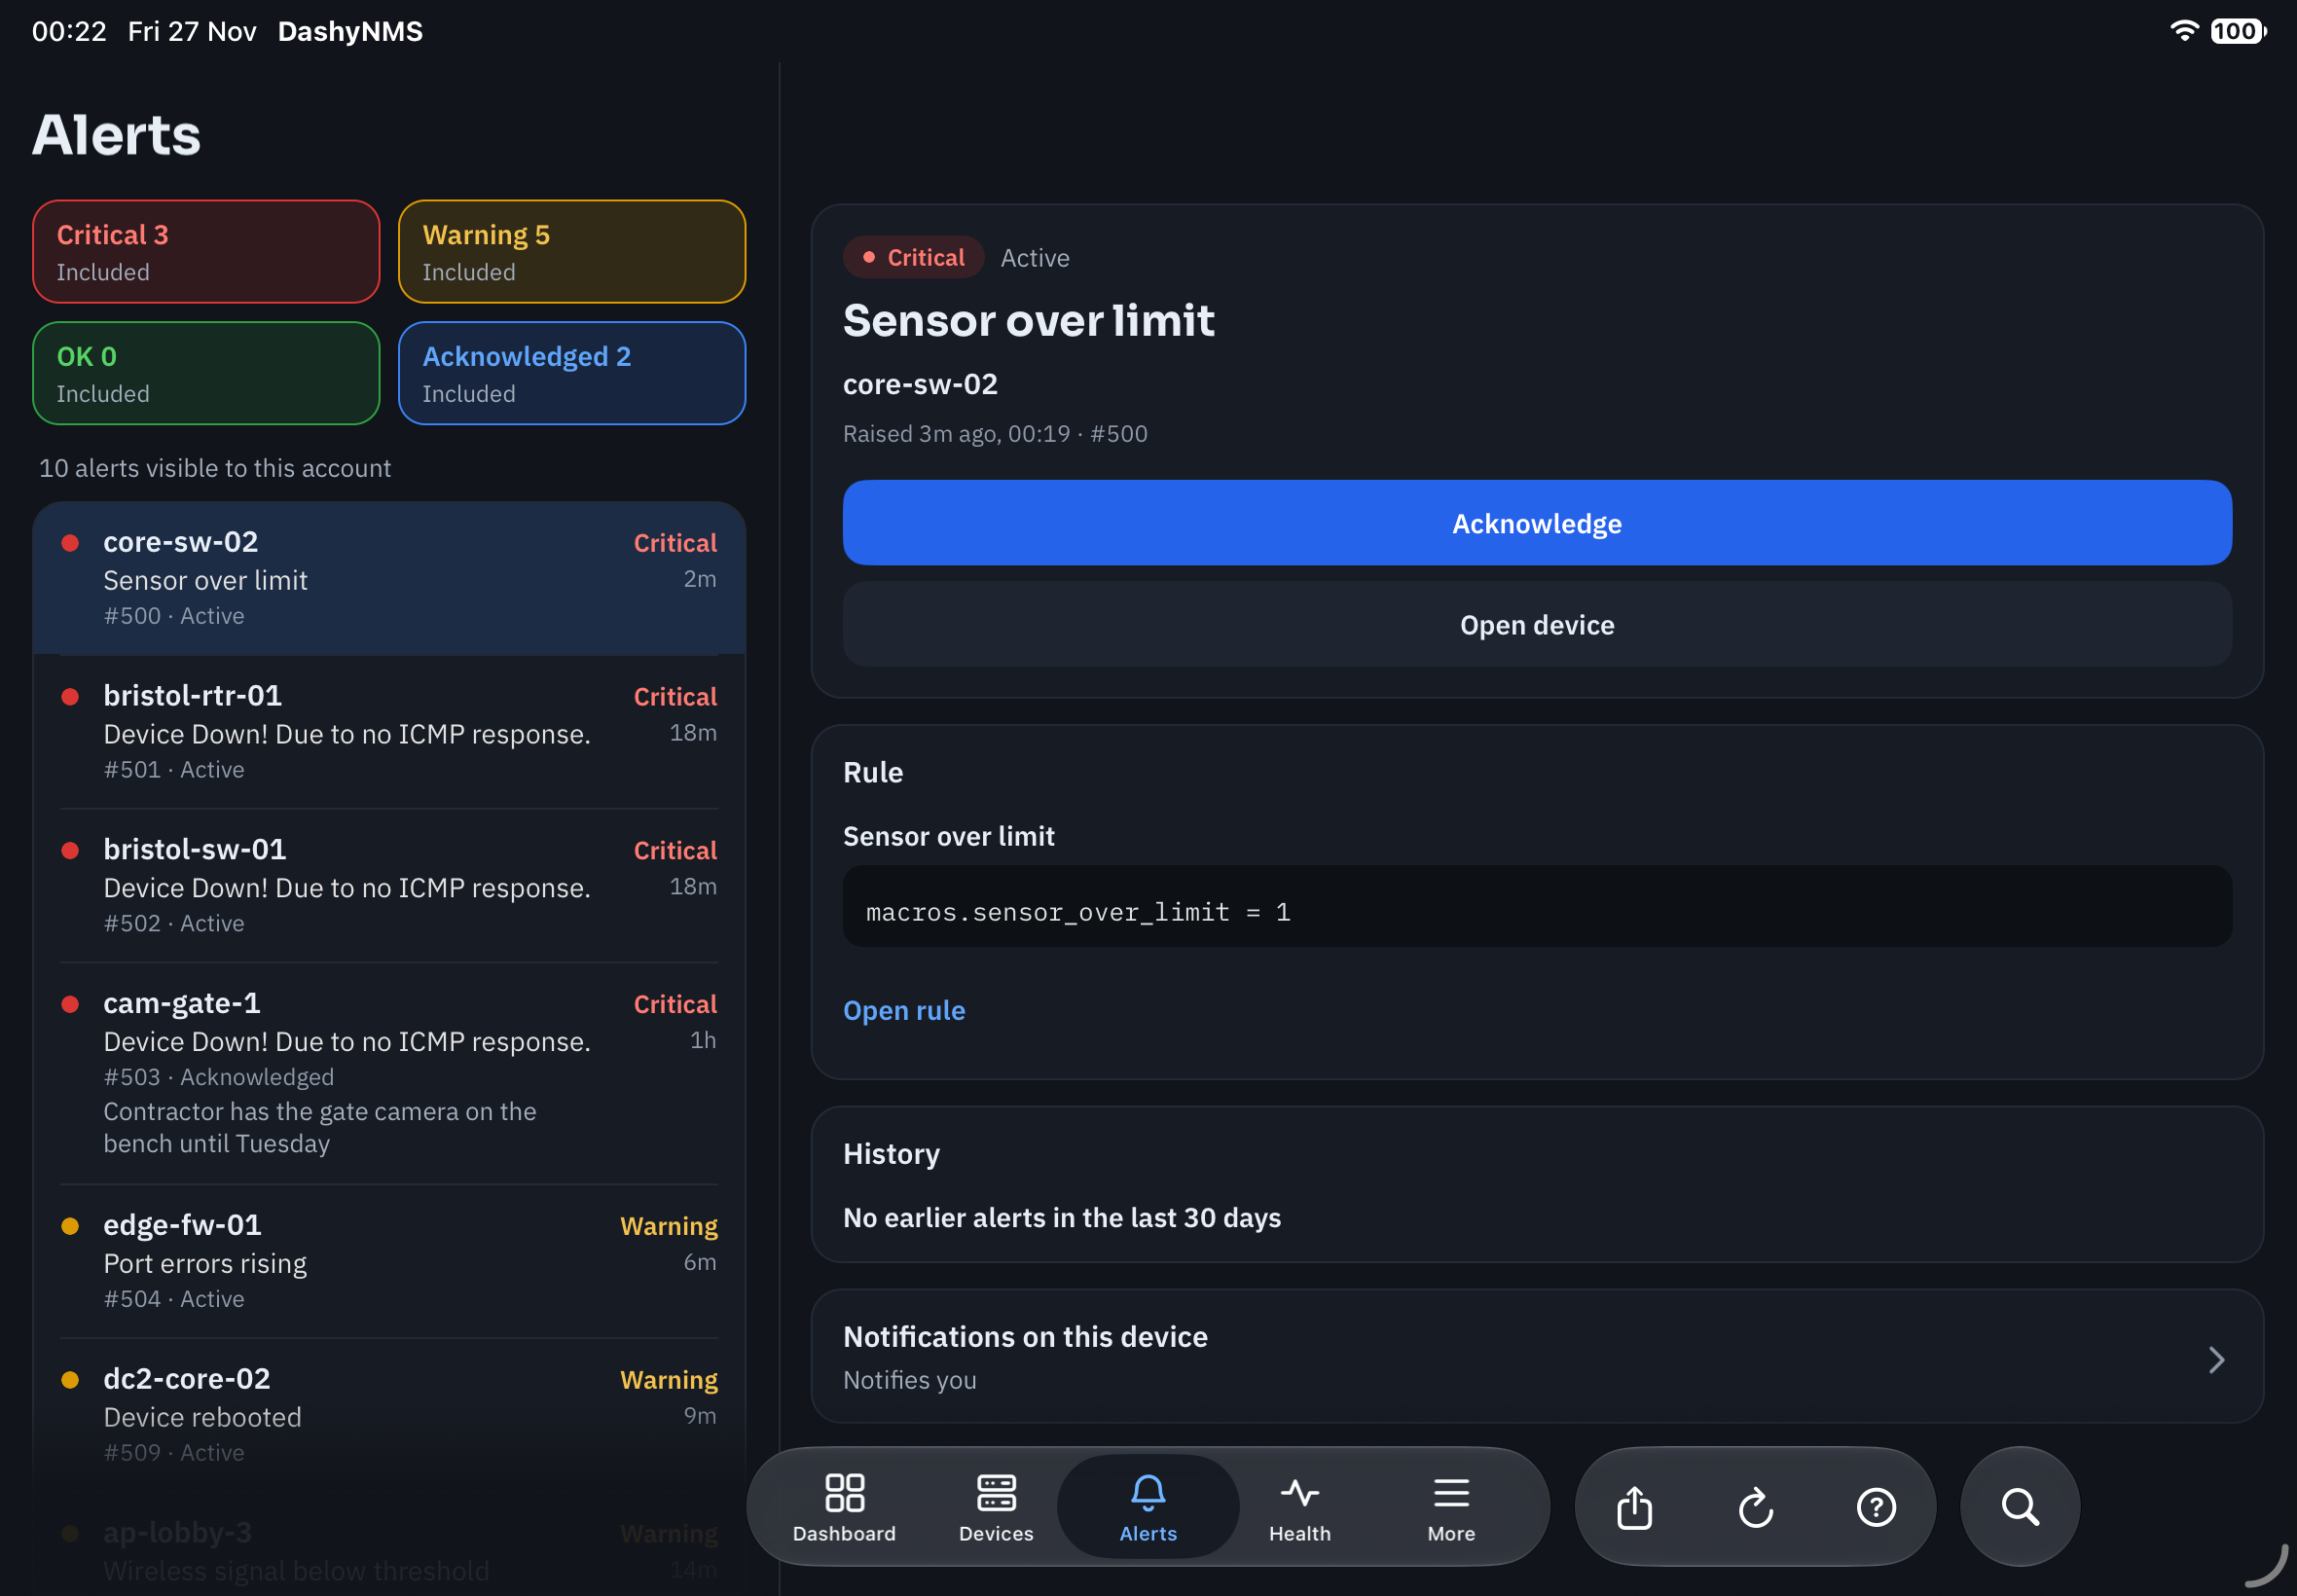 00:22 Fri 27 Nov DashyNMS
100
Alerts
Critical 3
Included
Warning 5
Included
OK 0
Included
Acknowledged 2
Included
10 alerts visible to this account
core-sw-02
Critical
Sensor over limit
2m
#500 · Active
bristol-rtr-01
Critical
Device Down! Due to no ICMP response.
18m
#501 · Active
bristol-sw-01
Critical
Device Down! Due to no ICMP response.
18m
#502 · Active
cam-gate-1
Critical
Device Down! Due to no ICMP response.
1h
#503 · Acknowledged
Contractor has the gate camera on the
bench until Tuesday
edge-fw-01
Warning
Port errors rising
6m
#504 · Active
dc2-core-02
Warning
Device rebooted
9m
#509 · Active
ap-lobby-3
Warning
Wireless signal below threshold
14m
Critical Active
Sensor over limit
core-sw-02
Raised 3m ago, 00:19 · #500
Acknowledge
Open device
Rule
Sensor over limit
macros.sensor_over_limit = 1
Open rule
History
No earlier alerts in the last 30 days
Notifications on this device
Notifies you
Dashboard
Devices
Alerts
Health
More